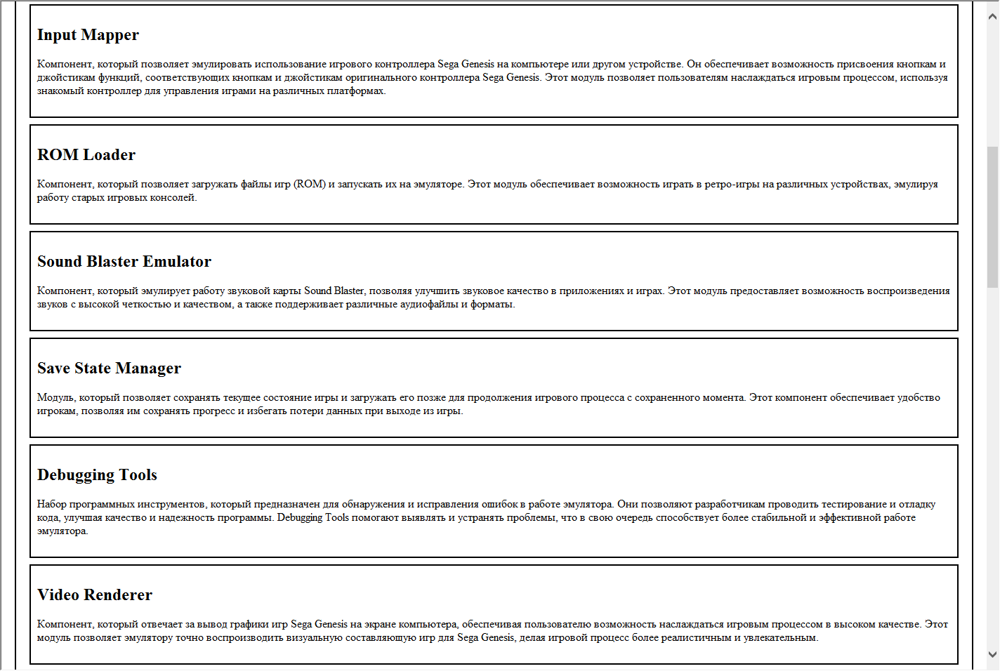 Input Mapper
Компонент, который позволяет эмулировать использование игрового контроллера Sega Genesis на компьютере или другом устройстве. Он обеспечивает возможность присвоения кнопкам и
джойстикам функций, соответствующих кнопкам и джойстикам оригинального контроллера Sega Genesis. Этот модуль позволяет пользователям наслаждаться игровым процессом, используя
знакомый контроллер для управления играми на различных платформах.
ROM Loader
Компонент, который позволяет загружать файлы игр (ROM) и запускать их на эмуляторе. Этот модуль обеспечивает возможность играть в ретро-игры на различных устройствах, эмулируя
работу старых игровых консолей.
Sound Blaster Emulator
Компонент, который эмулирует работу звуковой карты Sound Blaster, позволяя улучшить звуковое качество в приложениях и играх. Этот модуль предоставляет возможность воспроизведения
звуков с высокой четкостью и качеством, а также поддерживает различные аудиофайлы и форматы.
Save State Manager
Модуль, который позволяет сохранять текущее состояние игры и загружать его позже для продолжения игрового процесса с сохраненного момента. Этот компонент обеспечивает удобство
игрокам, позволяя им сохранять прогресс и избегать потери данных при выходе из игры.
Debugging Tools
Набор программных инструментов, который предназначен для обнаружения и исправления ошибок в работе эмулятора. Они позволяют разработчикам проводить тестирование и отладку
кода, улучшая качество и надежность программы. Debugging Tools помогают выявлять и устранять проблемы, что в свою очередь способствует более стабильной и эффективной работе
эмулятора.
Video Renderer
Компонент, который отвечает за вывод графики игр Sega Genesis на экране компьютера, обеспечивая пользователю возможность наслаждаться игровым процессом в высоком качестве. Этот
модуль позволяет эмулятору точно воспроизводить визуальную составляющую игр для Sega Genesis, делая игровой процесс более реалистичным и увлекательным.